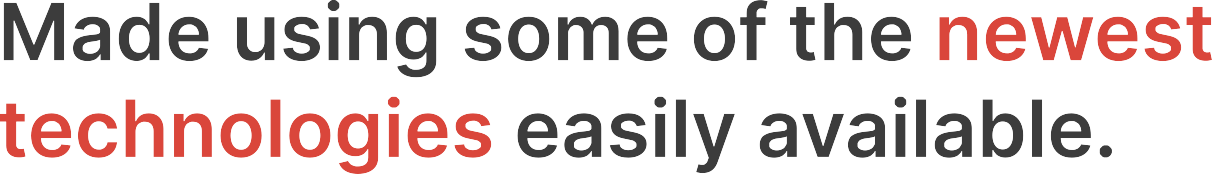 Made using some of the newest
technologies easily available.